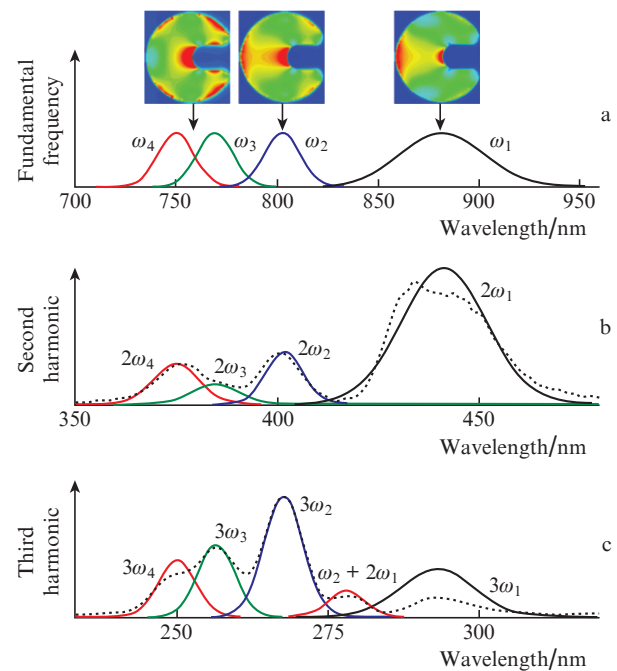 a
Fundamental
frequency
ω4
ω3
ω2
ω1
700
750
800
850
900
950
Wavelength/nm
b
Second
harmonic
2ω4
2ω3
2ω2
2ω1
350
400
450
Wavelength/nm
c
Third
harmonic
3ω4
3ω3
3ω2
ω2 + 2ω1
3ω1
250
275
300
Wavelength/nm